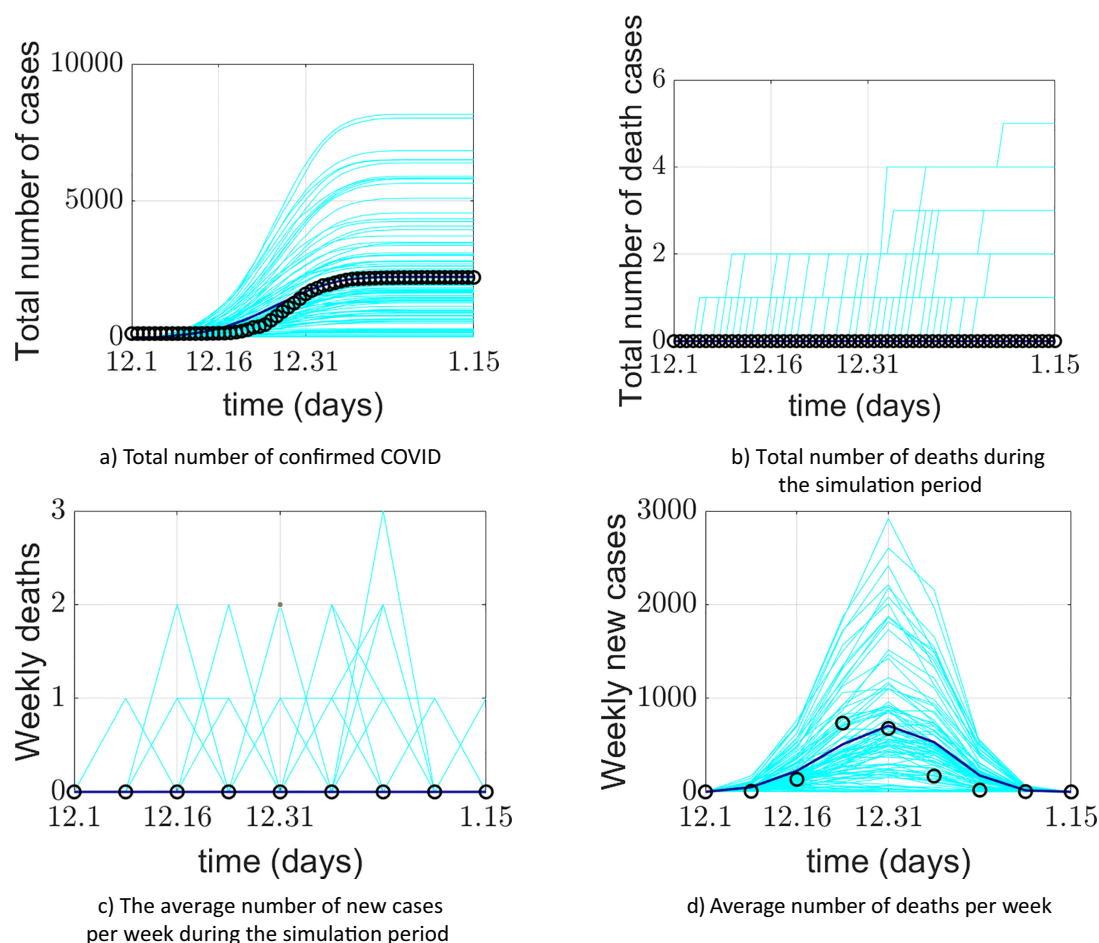 Total number of cases
10000
5000
0
12.1 12.16 12.31 1.15
time (days)
a) Total number of confirmed COVID
Total number of death cases
6
4
2
0
12.1 12.16 12.31 1.15
time (days)
b) Total number of deaths during
the simulation period
Weekly deaths
3
2
1
0
12.1 12.16 12.31 1.15
time (days)
c) The average number of new cases
per week during the simulation period
Weekly new cases
3000
2000
1000
0
12.1 12.16 12.31 1.15
time (days)
d) Average number of deaths per week